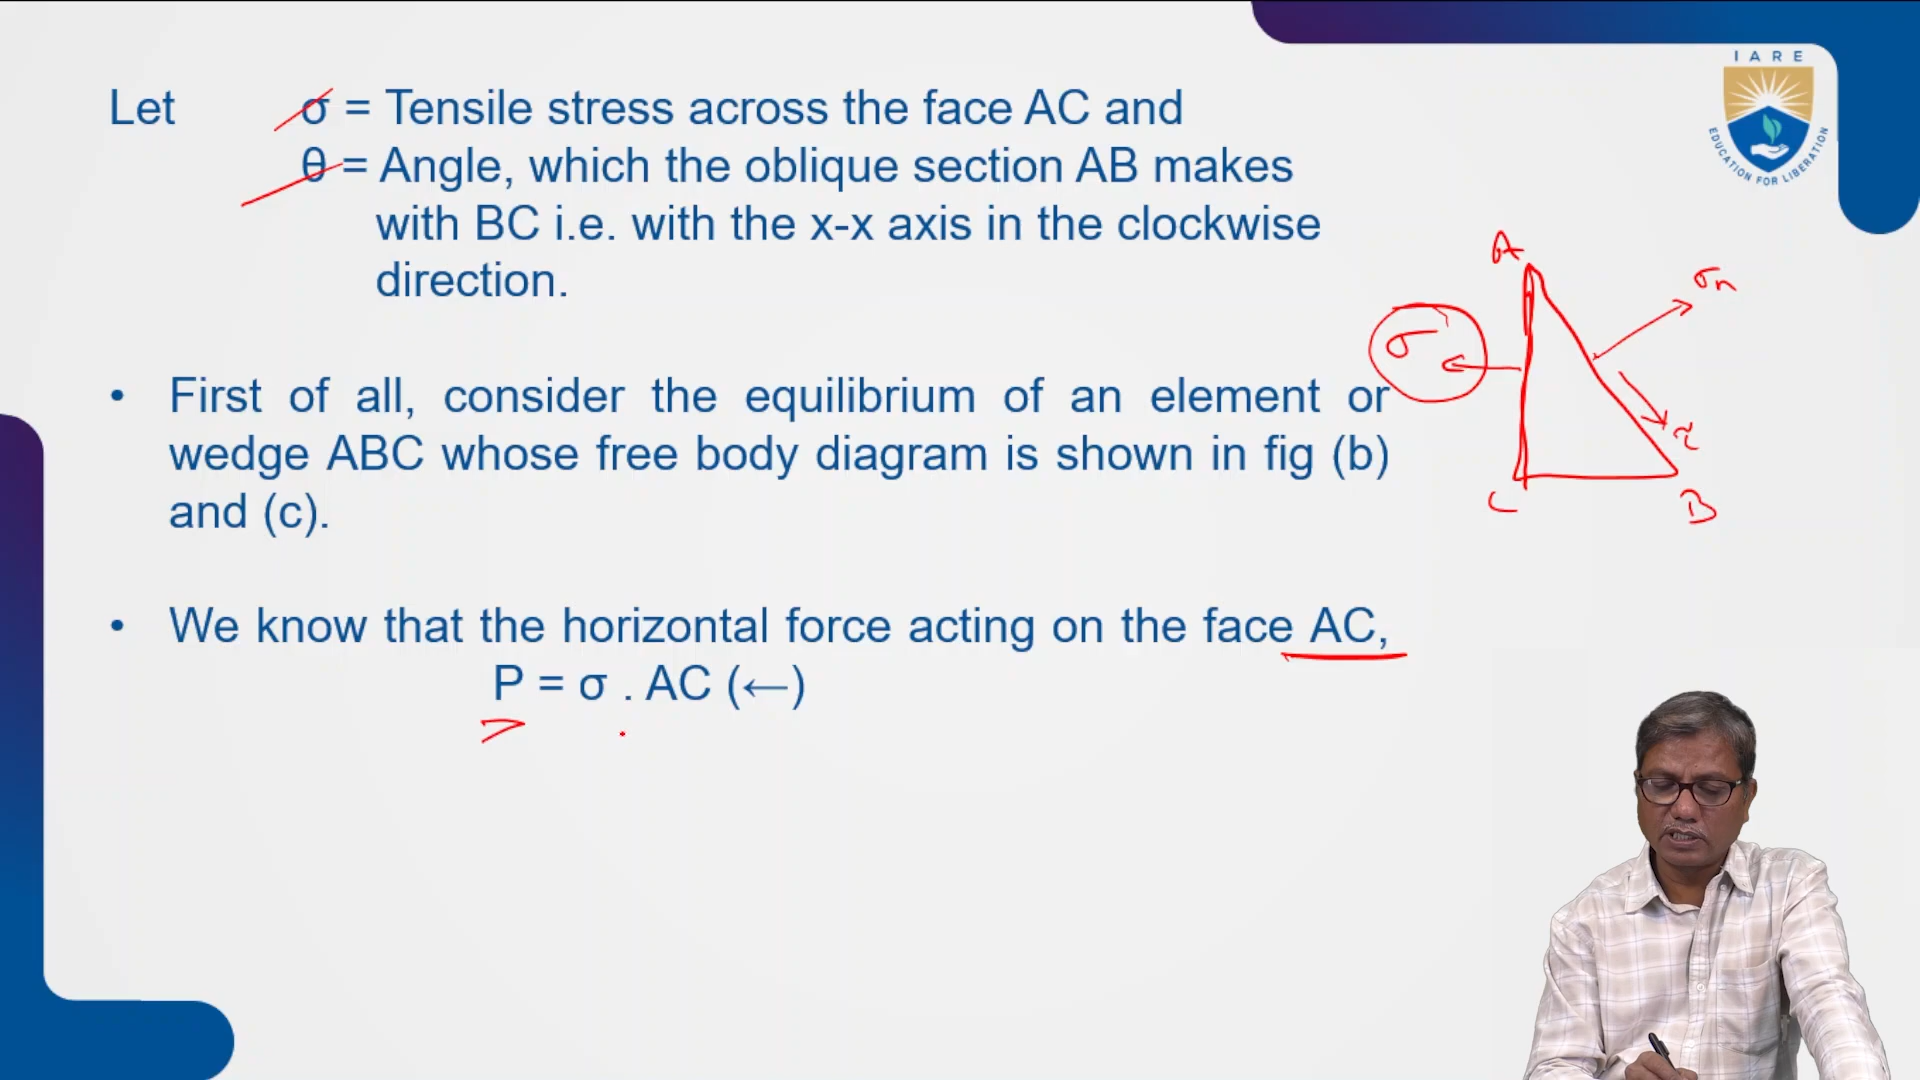 I A R E
EDUCATION FOR LIBERATION
Let σ = Tensile stress across the face AC and
θ = Angle, which the oblique section AB makes
with BC i.e. with the x-x axis in the clockwise
direction.
• First of all, consider the equilibrium of an element or
wedge ABC whose free body diagram is shown in fig (b)
and (c).
• We know that the horizontal force acting on the face AC,
P = σ . AC (←)
A
σn
σ
τ
C
B